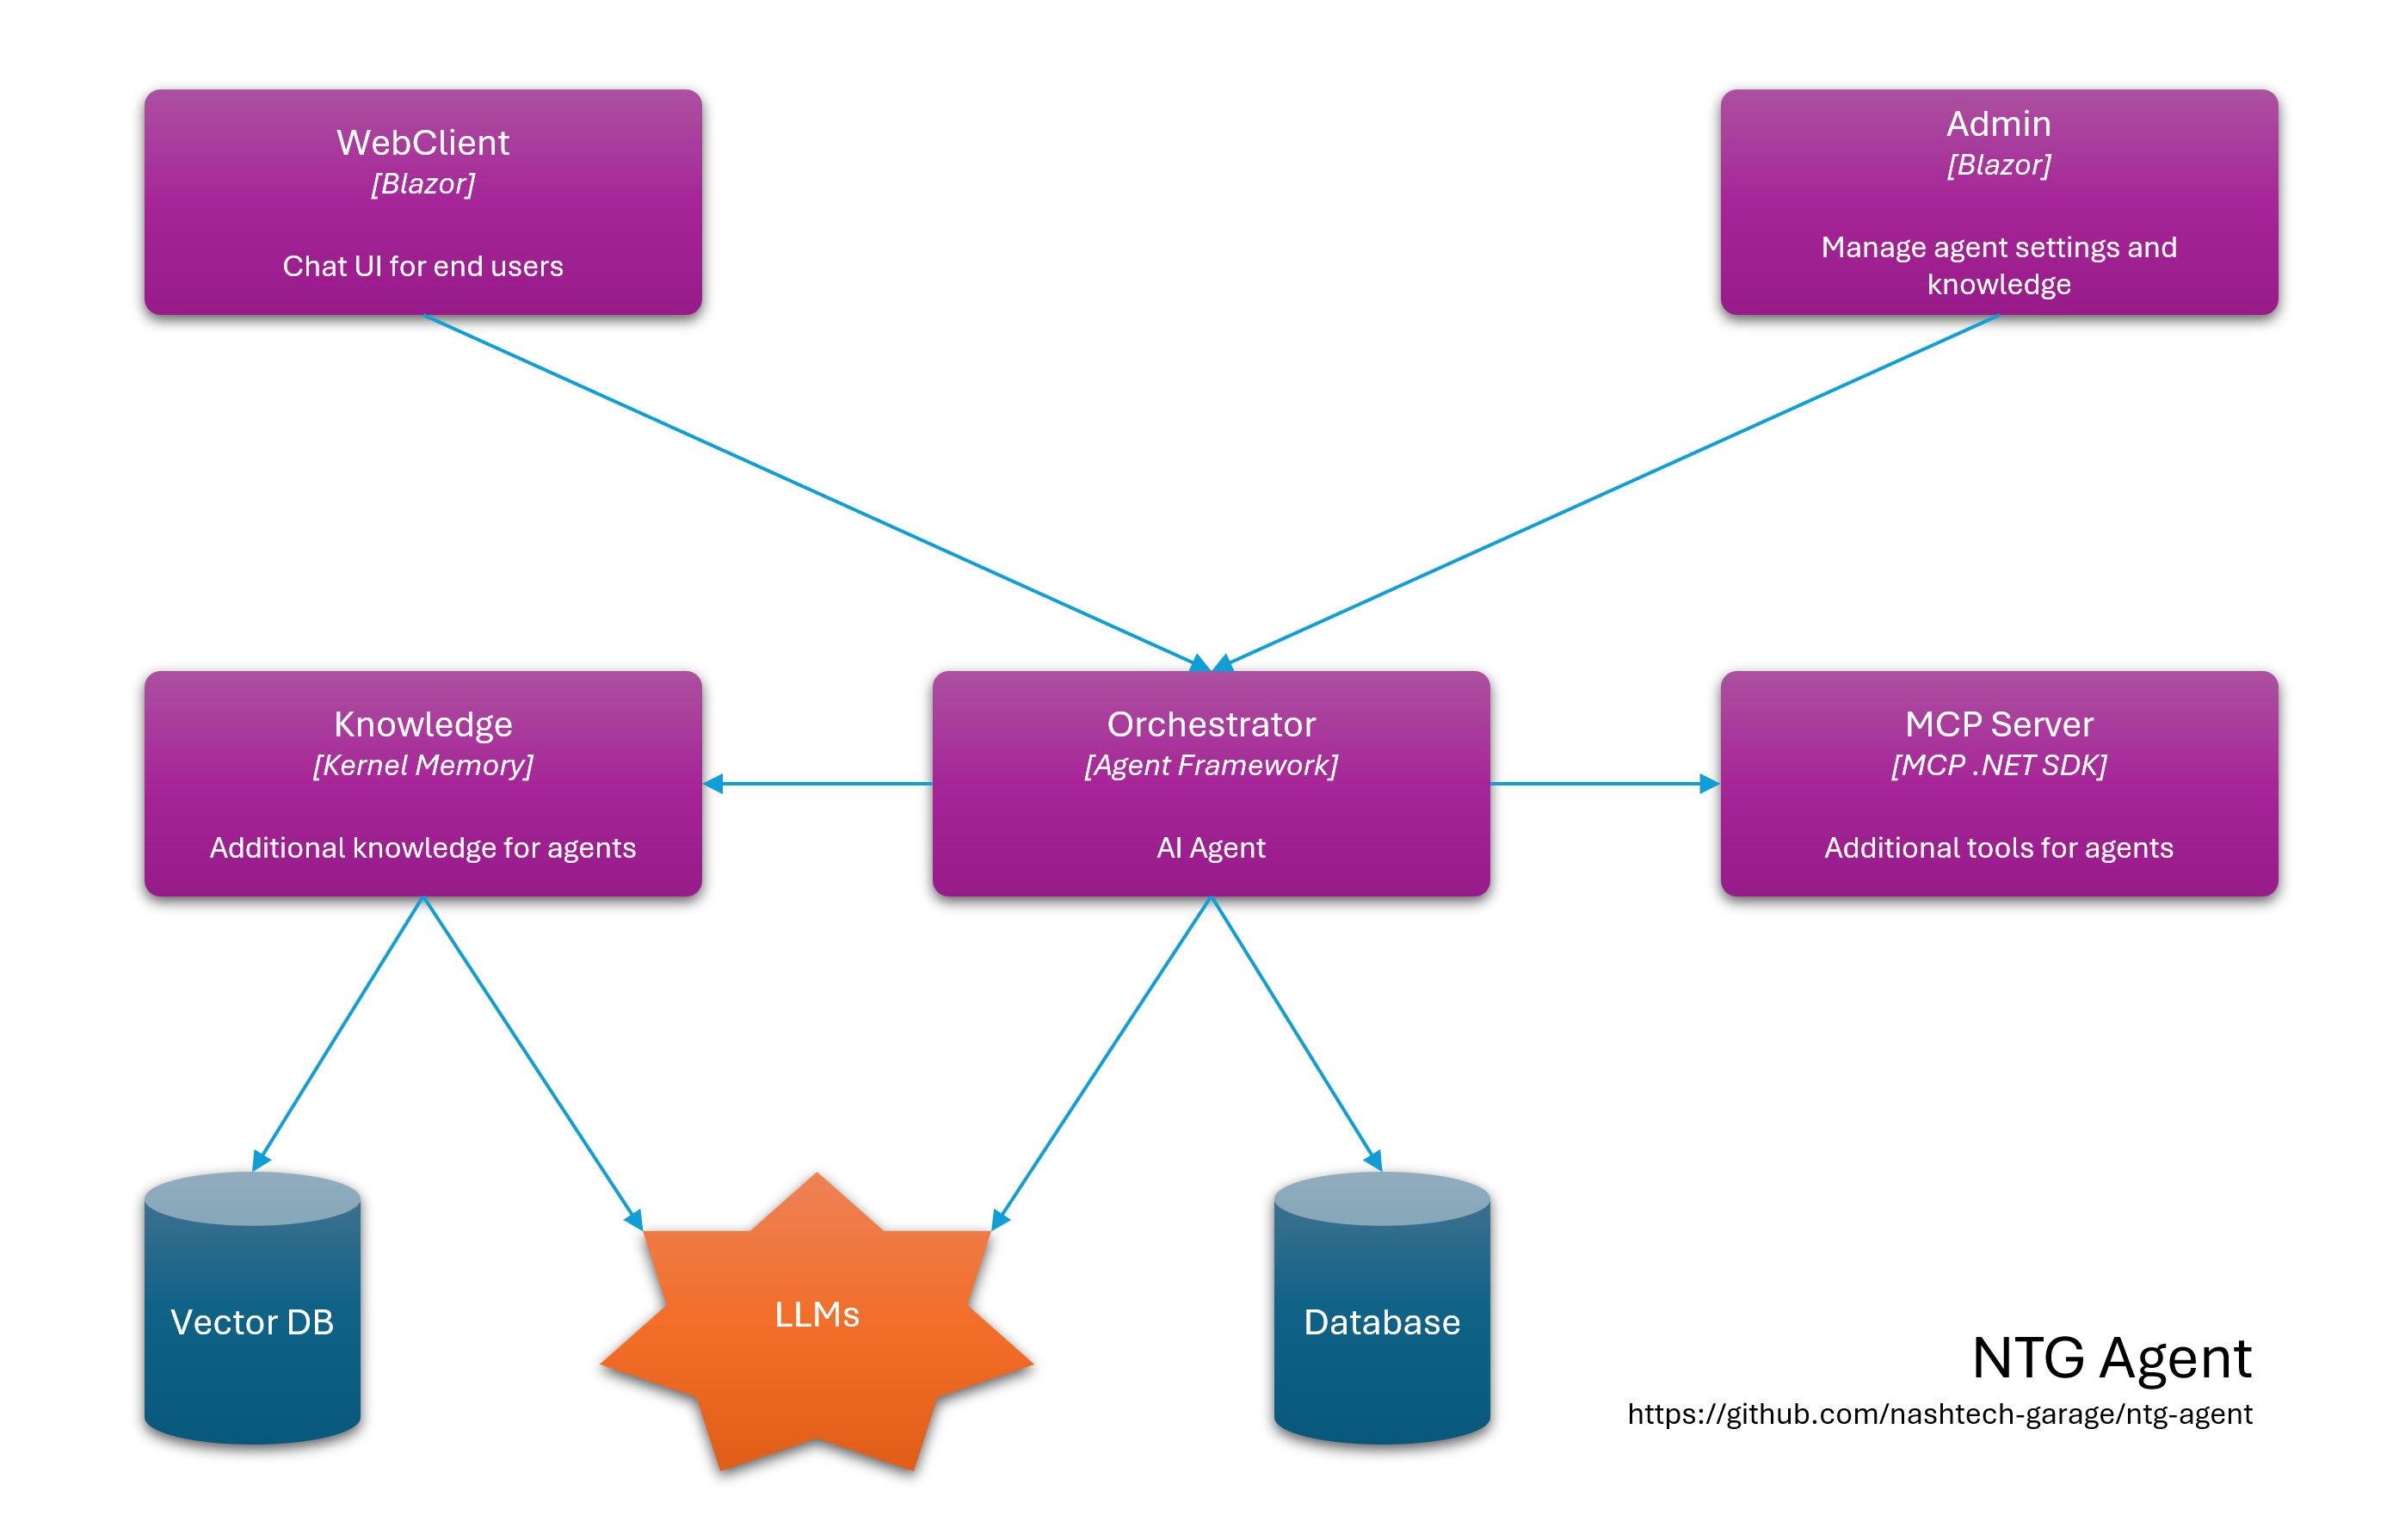 WebClient
[Blazor]
Chat UI for end users
Admin
[Blazor]
Manage agent settings and
knowledge
Knowledge
[Kernel Memory]
Additional knowledge for agents
Orchestrator
[Agent Framework]
AI Agent
MCP Server
[MCP .NET SDK]
Additional tools for agents
Vector DB
LLMs
Database
NTG Agent
https://github.com/nashtech-garage/ntg-agent